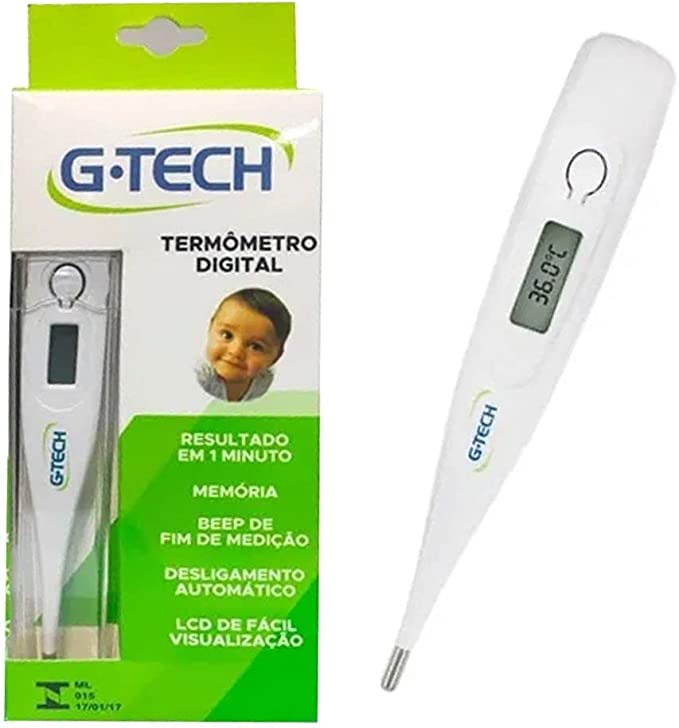 G·TECH
TERMÔMETRO
DIGITAL
RESULTADO
EM 1 MINUTO
MEMÓRIA
BEEP DE
FIM DE MEDIÇÃO
DESLIGAMENTO
AUTOMÁTICO
LCD DE FÁCIL
VISUALIZAÇÃO
ML
015
17/01/17
G·TECH
36.0°C
G·TECH